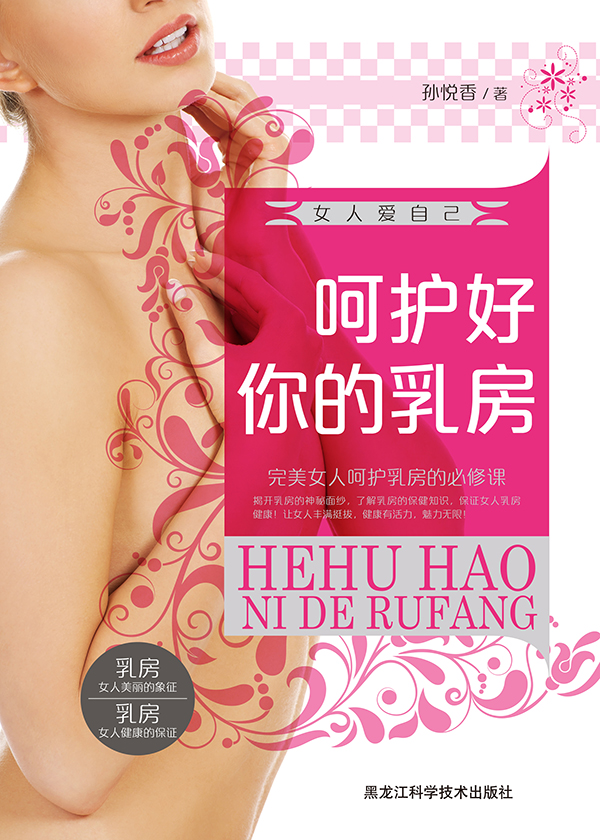 孙悦香 / 著
女人爱自己
呵护好
你的乳房
完美女人呵护乳房的必修课
揭开乳房的神秘面纱，了解乳房的保健知识，保证女人乳房
健康！让女人丰满挺拔，健康有活力，魅力无限！
HEHU HAO
NI DE RUFANG
乳房
女人美丽的象征
乳房
女人健康的保证
黑龙江科学技术出版社